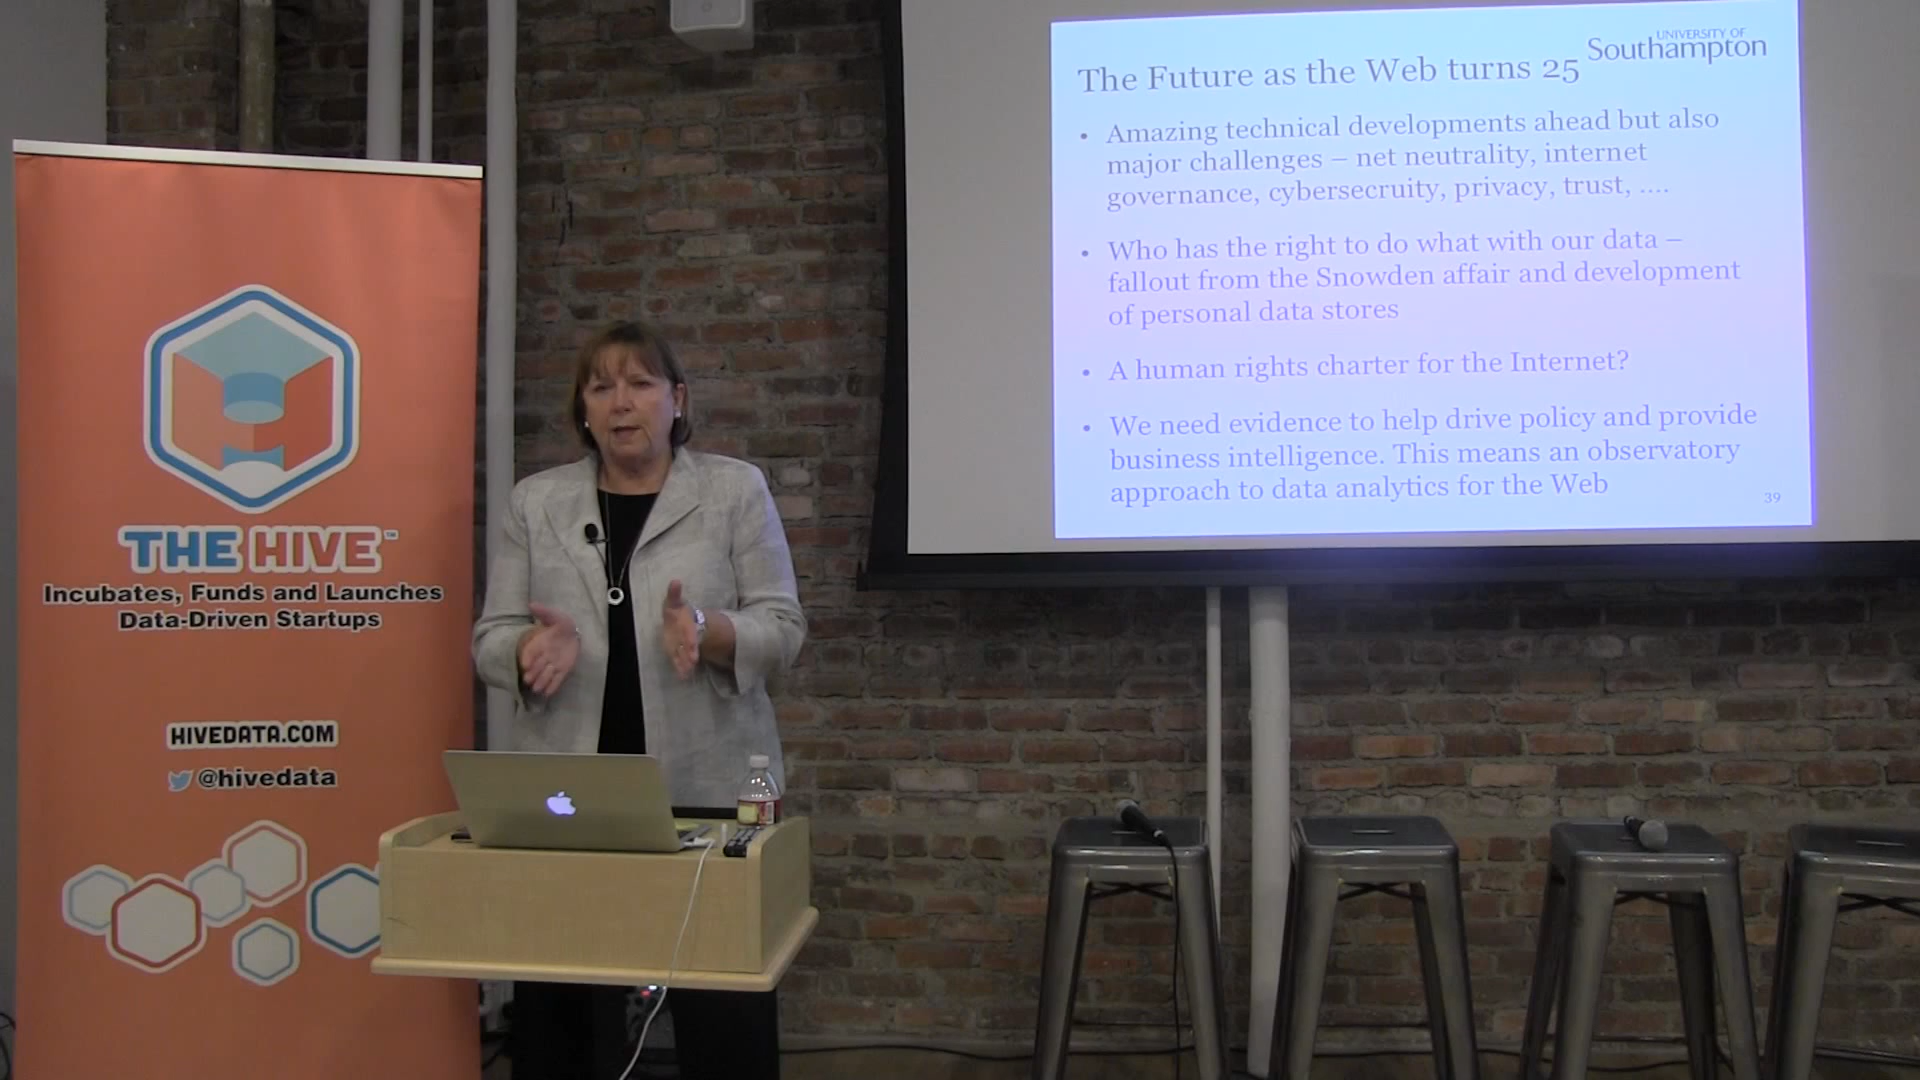 THE HIVE™
Incubates, Funds and Launches
Data-Driven Startups
HIVEDATA.COM
@hivedata
UNIVERSITY OF
Southampton
The Future as the Web turns 25
• Amazing technical developments ahead but also
major challenges – net neutrality, internet
governance, cybersecruity, privacy, trust, ....
• Who has the right to do what with our data –
fallout from the Snowden affair and development
of personal data stores
• A human rights charter for the Internet?
• We need evidence to help drive policy and provide
business intelligence. This means an observatory
approach to data analytics for the Web
39